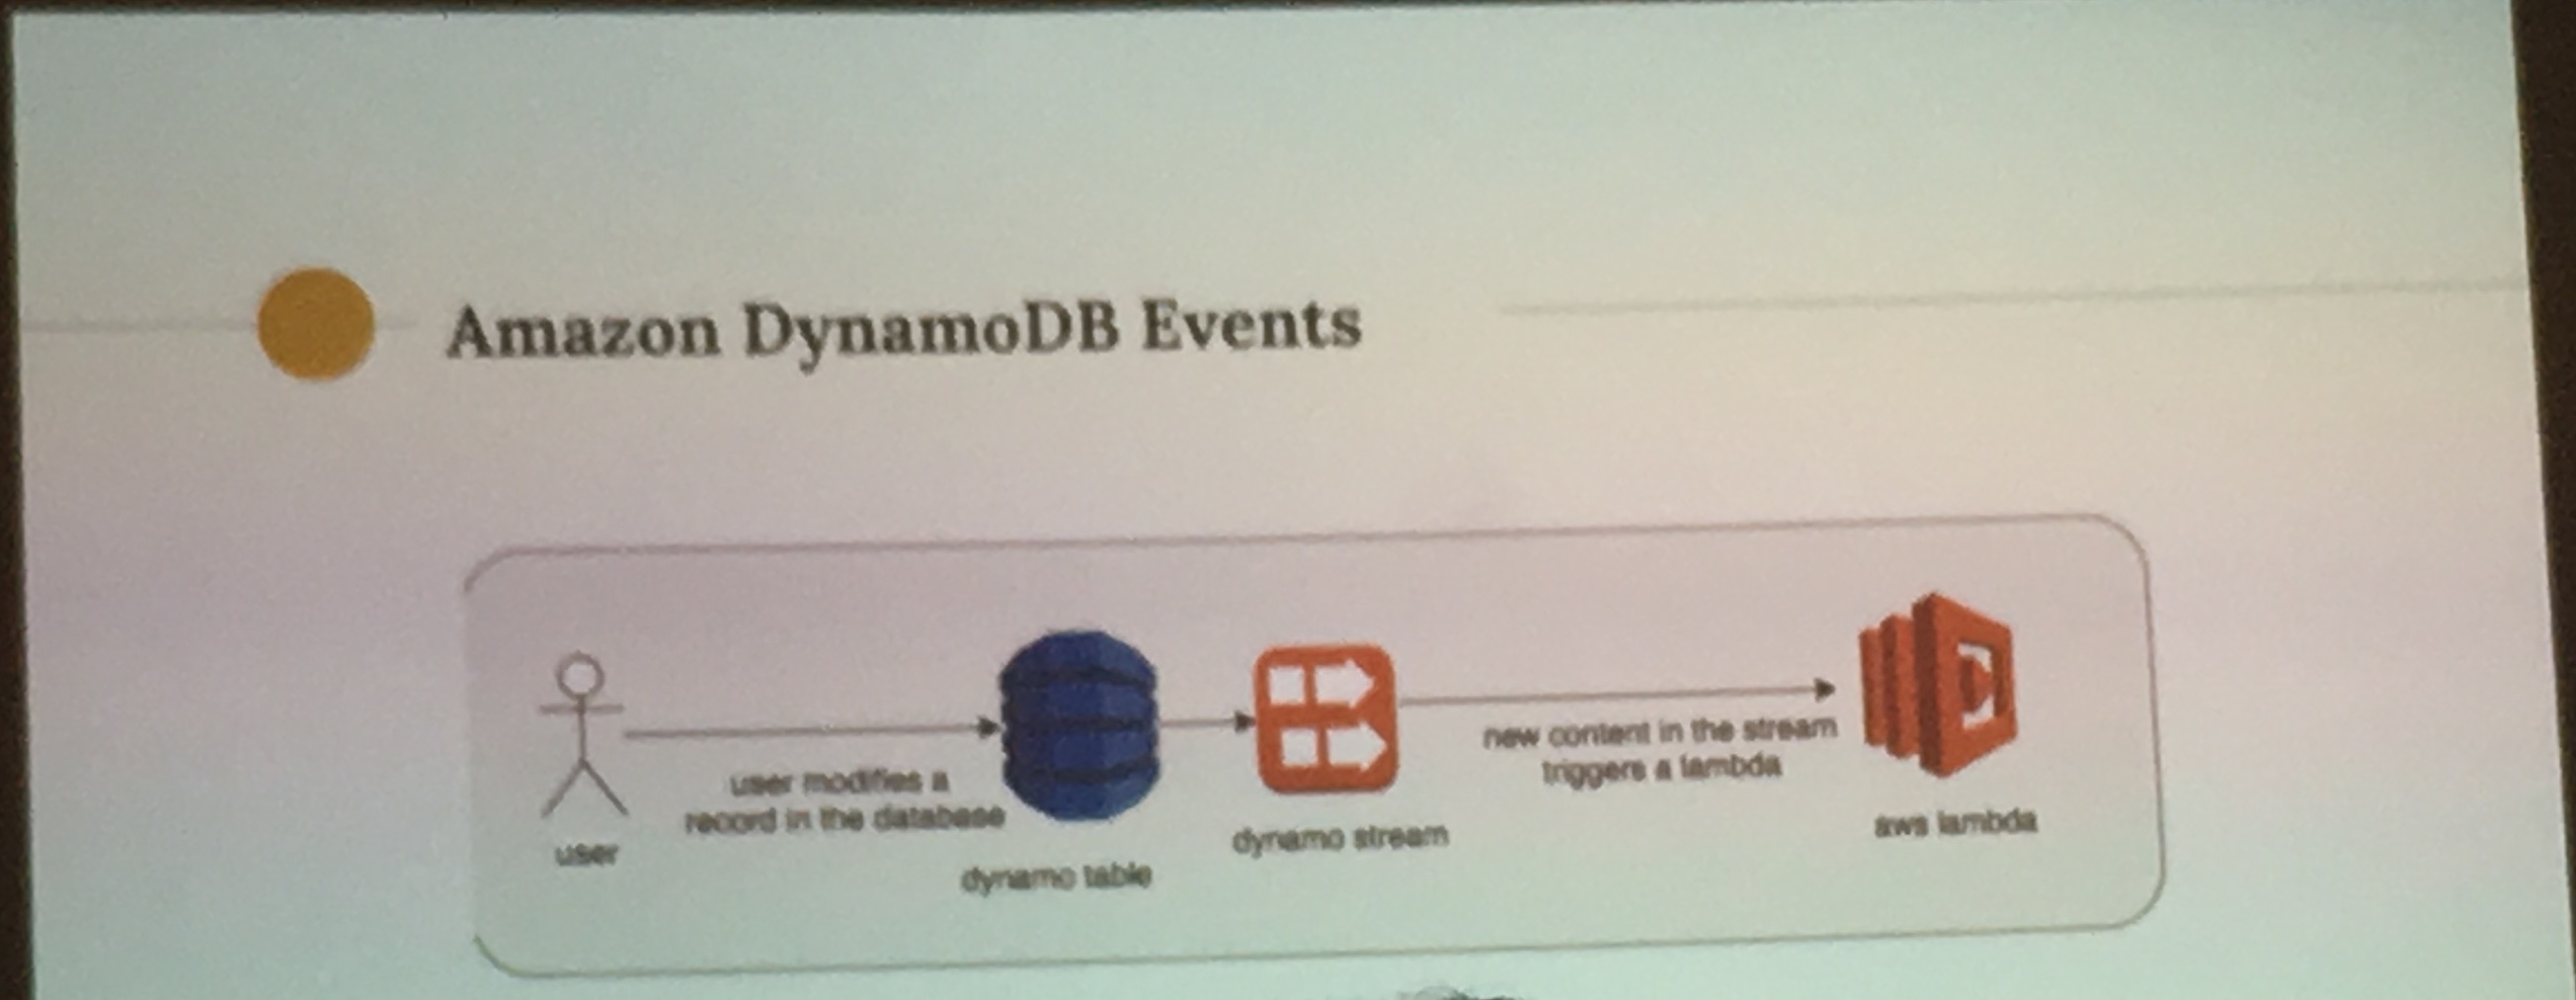 Amazon DynamoDB Events
user modifies a
record in the database
user
dynamo table
dynamo stream
new content in the stream
triggers a lambda
aws lambda